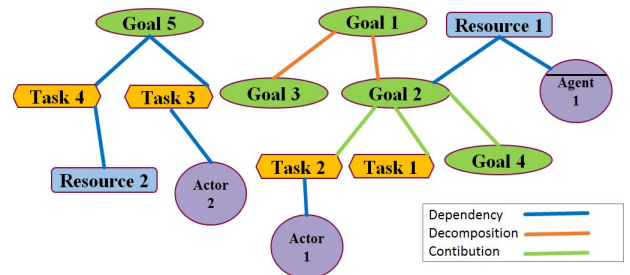 Goal 5
Goal 1
Resource 1
Task 4
Task 3
Goal 3
Goal 2
Agent
1
Resource 2
Actor
2
Task 2
Task 1
Goal 4
Actor
1
Dependency
Decomposition
Contibution